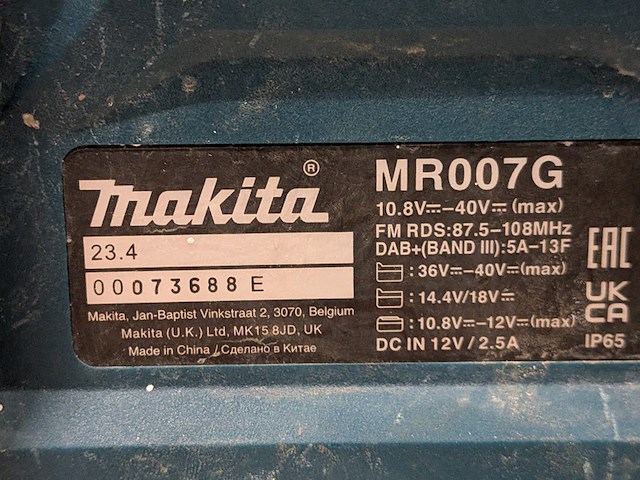 makita®
23.4
00073688 E
Makita, Jan-Baptist Vinkstraat 2, 3070, Belgium
Makita (U.K.) Ltd, MK15 8JD, UK
Made in China / Сделано в Китае
MR007G
10.8V⎓-40V⎓(max)
FM RDS:87.5-108MHz
DAB+(BAND III):5A-13F
:36V⎓-40V⎓(max)
:14.4V/18V⎓
:10.8V⎓-12V⎓(max)
DC IN 12V / 2.5A
EAC
UK
CA
IP65